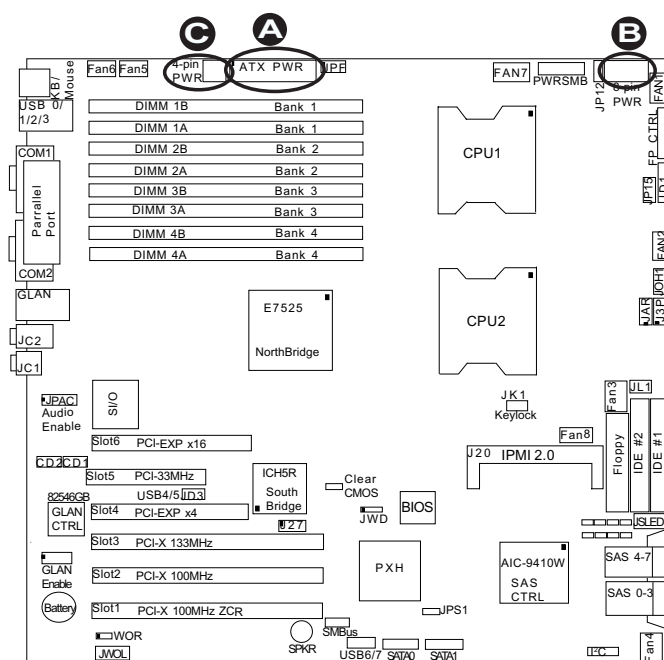 C
A
B
Fan6
Fan5
4-pin
PWR
ATX PWR
JPF
FAN7
PWRSMB
JP12
8-pin
PWR
FAN1
KB/
Mouse
USB 0/
1/2/3
DIMM 1B Bank 1
DIMM 1A Bank 1
DIMM 2B Bank 2
DIMM 2A Bank 2
DIMM 3B Bank 3
DIMM 3A Bank 3
DIMM 4B Bank 4
DIMM 4A Bank 4
CPU1
FP CTRL
JP15
JD1
COM1
Parrallel
Port
COM2
FAN2
JOH1
JAR
J3P
GLAN
JC2
JC1
E7525
NorthBridge
CPU2
JPAC
Audio
Enable
SI/O
JK1
Keylock
Fan3
JL1
Fan8
J20 IPMI 2.0
Floppy
IDE #2
IDE #1
Slot6 PCI-EXP x16
CD2
CD1
Slot5 PCI-33MHz
82546GB
GLAN
CTRL
USB4/5
JD3
Slot4 PCI-EXP x4
ICH5R
South
Bridge
Clear
CMOS
JWD
BIOS
J27
JSLED
Slot3 PCI-X 133MHz
GLAN
Enable
Slot2 PCI-X 100MHz
PXH
AIC-9410W
SAS
CTRL
SAS 4-7
SAS 0-3
Battery
Slot1 PCI-X 100MHz ZCR
JPS1
WOR
JWOL
SPKR
SMBus
USB6/7
SATA0
SATA1
I²C
Fan4